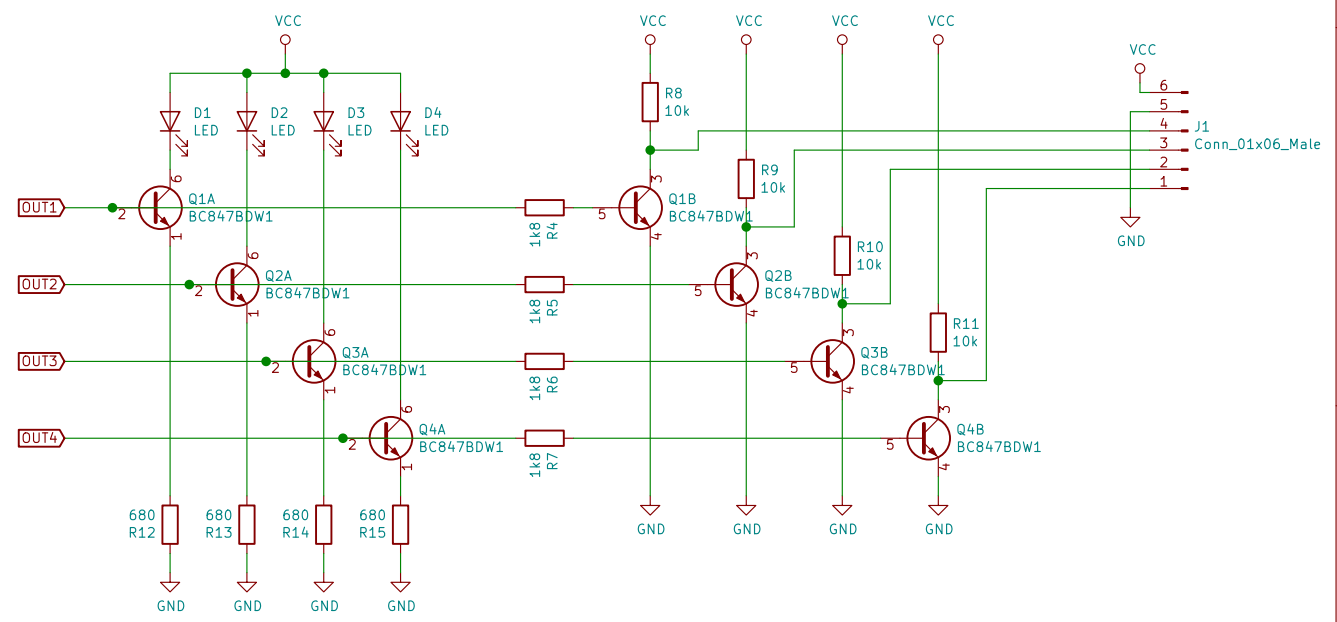 VCC
VCC
VCC
VCC
VCC
VCC
D1
LED
D2
LED
D3
LED
D4
LED
R8
10k
6
5
4
3
2
1
J1
Conn_01x06_Male
GND
R9
10k
OUT1
2
6
1
Q1A
BC847BDW1
1k8
R4
5
3
4
Q1B
BC847BDW1
R10
10k
OUT2
2
6
1
Q2A
BC847BDW1
1k8
R5
5
3
4
Q2B
BC847BDW1
R11
10k
OUT3
2
6
1
Q3A
BC847BDW1
1k8
R6
5
3
4
Q3B
BC847BDW1
OUT4
2
6
1
Q4A
BC847BDW1
1k8
R7
5
3
4
Q4B
BC847BDW1
680
R12
680
R13
680
R14
680
R15
GND
GND
GND
GND
GND
GND
GND
GND